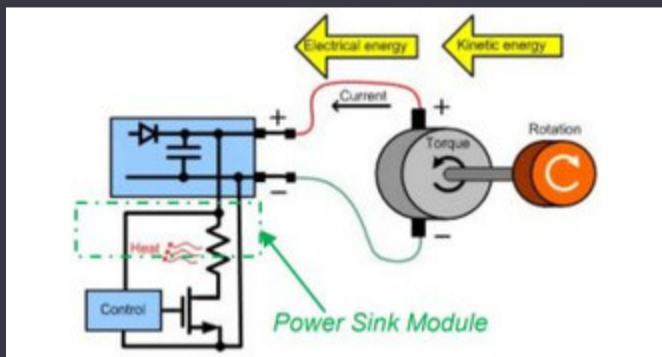 Electrical energy
Kinetic energy
Current
+
+
Rotation
Torque
−
−
Heat
Control
Power Sink Module